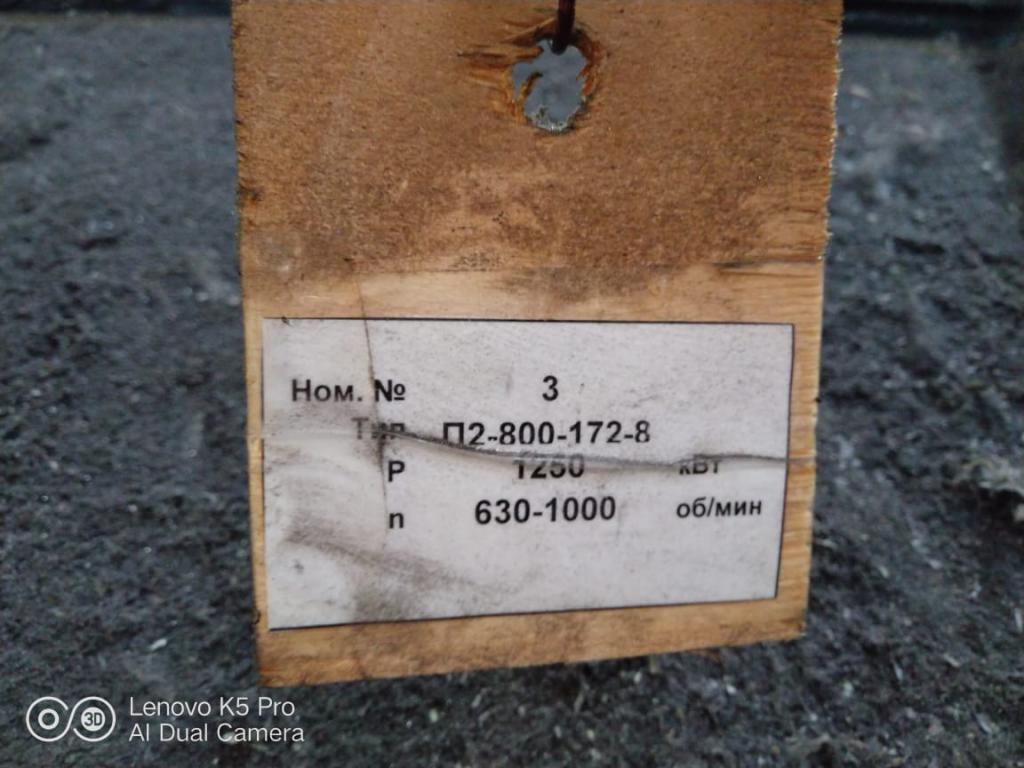 Ном. № 3
Тип П2-800-172-8
Р 1250 кВт
n 630-1000 об/мин
Lenovo K5 Pro
AI Dual Camera
3D